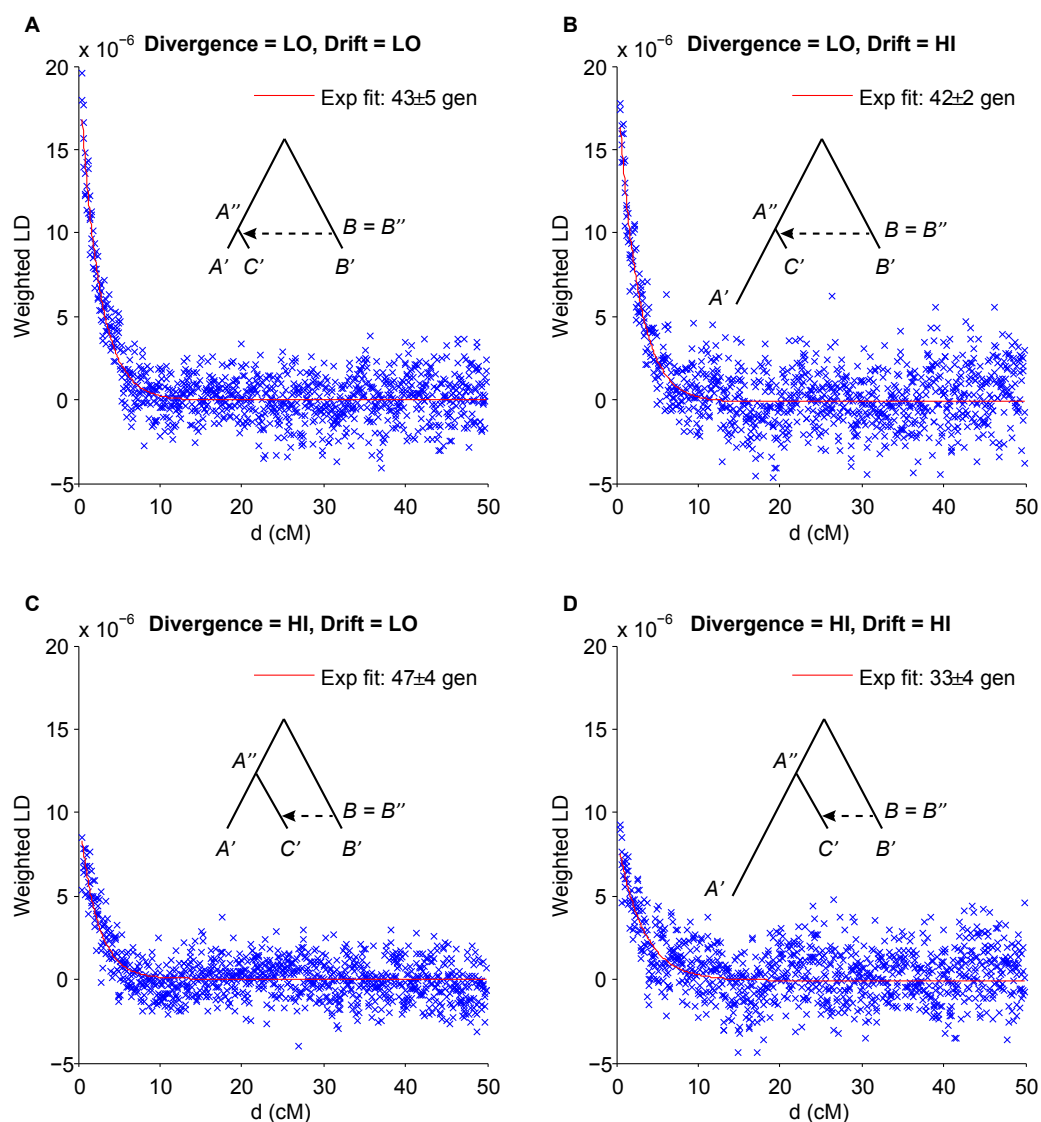 A
x 10⁻⁶
Divergence = LO, Drift = LO
20
15
10
5
0
−5
Weighted LD
Exp fit: 43±5 gen
A''
B = B''
A' C' B'
0 10 20 30 40 50
d (cM)
B
x 10⁻⁶
Divergence = LO, Drift = HI
20
15
10
5
0
−5
Weighted LD
Exp fit: 42±2 gen
A''
B = B''
C' B'
A'
0 10 20 30 40 50
d (cM)
C
x 10⁻⁶
Divergence = HI, Drift = LO
20
15
10
5
0
−5
Weighted LD
Exp fit: 47±4 gen
A''
B = B''
A' C' B'
0 10 20 30 40 50
d (cM)
D
x 10⁻⁶
Divergence = HI, Drift = HI
20
15
10
5
0
−5
Weighted LD
Exp fit: 33±4 gen
A''
B = B''
C' B'
A'
0 10 20 30 40 50
d (cM)